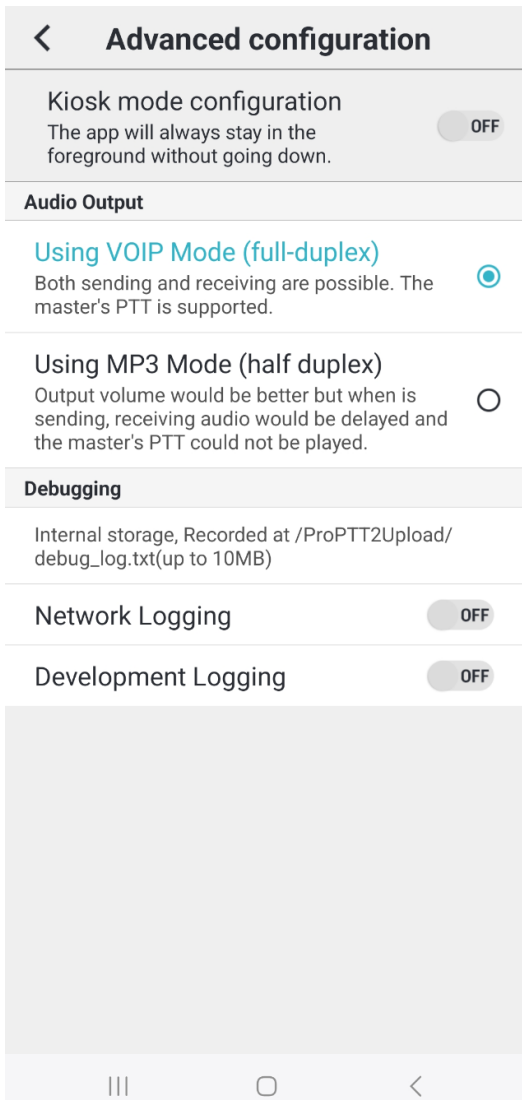 Advanced configuration
Kiosk mode configuration
The app will always stay in the
foreground without going down.
OFF
Audio Output
Using VOIP Mode (full-duplex)
Both sending and receiving are possible. The
master's PTT is supported.
Using MP3 Mode (half duplex)
Output volume would be better but when is
sending, receiving audio would be delayed and
the master's PTT could not be played.
Debugging
Internal storage, Recorded at /ProPTT2Upload/
debug_log.txt(up to 10MB)
Network Logging
OFF
Development Logging
OFF